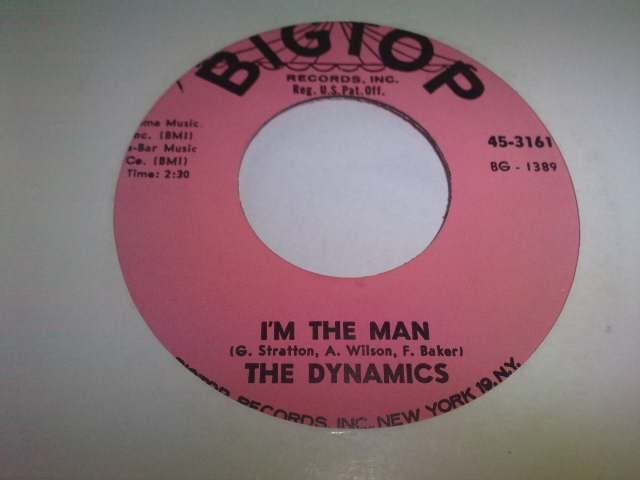 BIGTOP
RECORDS, INC.
Reg. U.S. Pat. Off.
Music
(BMI)
-Bar Music
Co. (BMI)
Time: 2:30
45-3161
BG - 1389
I'M THE MAN
(G. Stratton, A. Wilson, F. Baker)
THE DYNAMICS
BIGTOP RECORDS, INC., NEW YORK 19, N.Y.